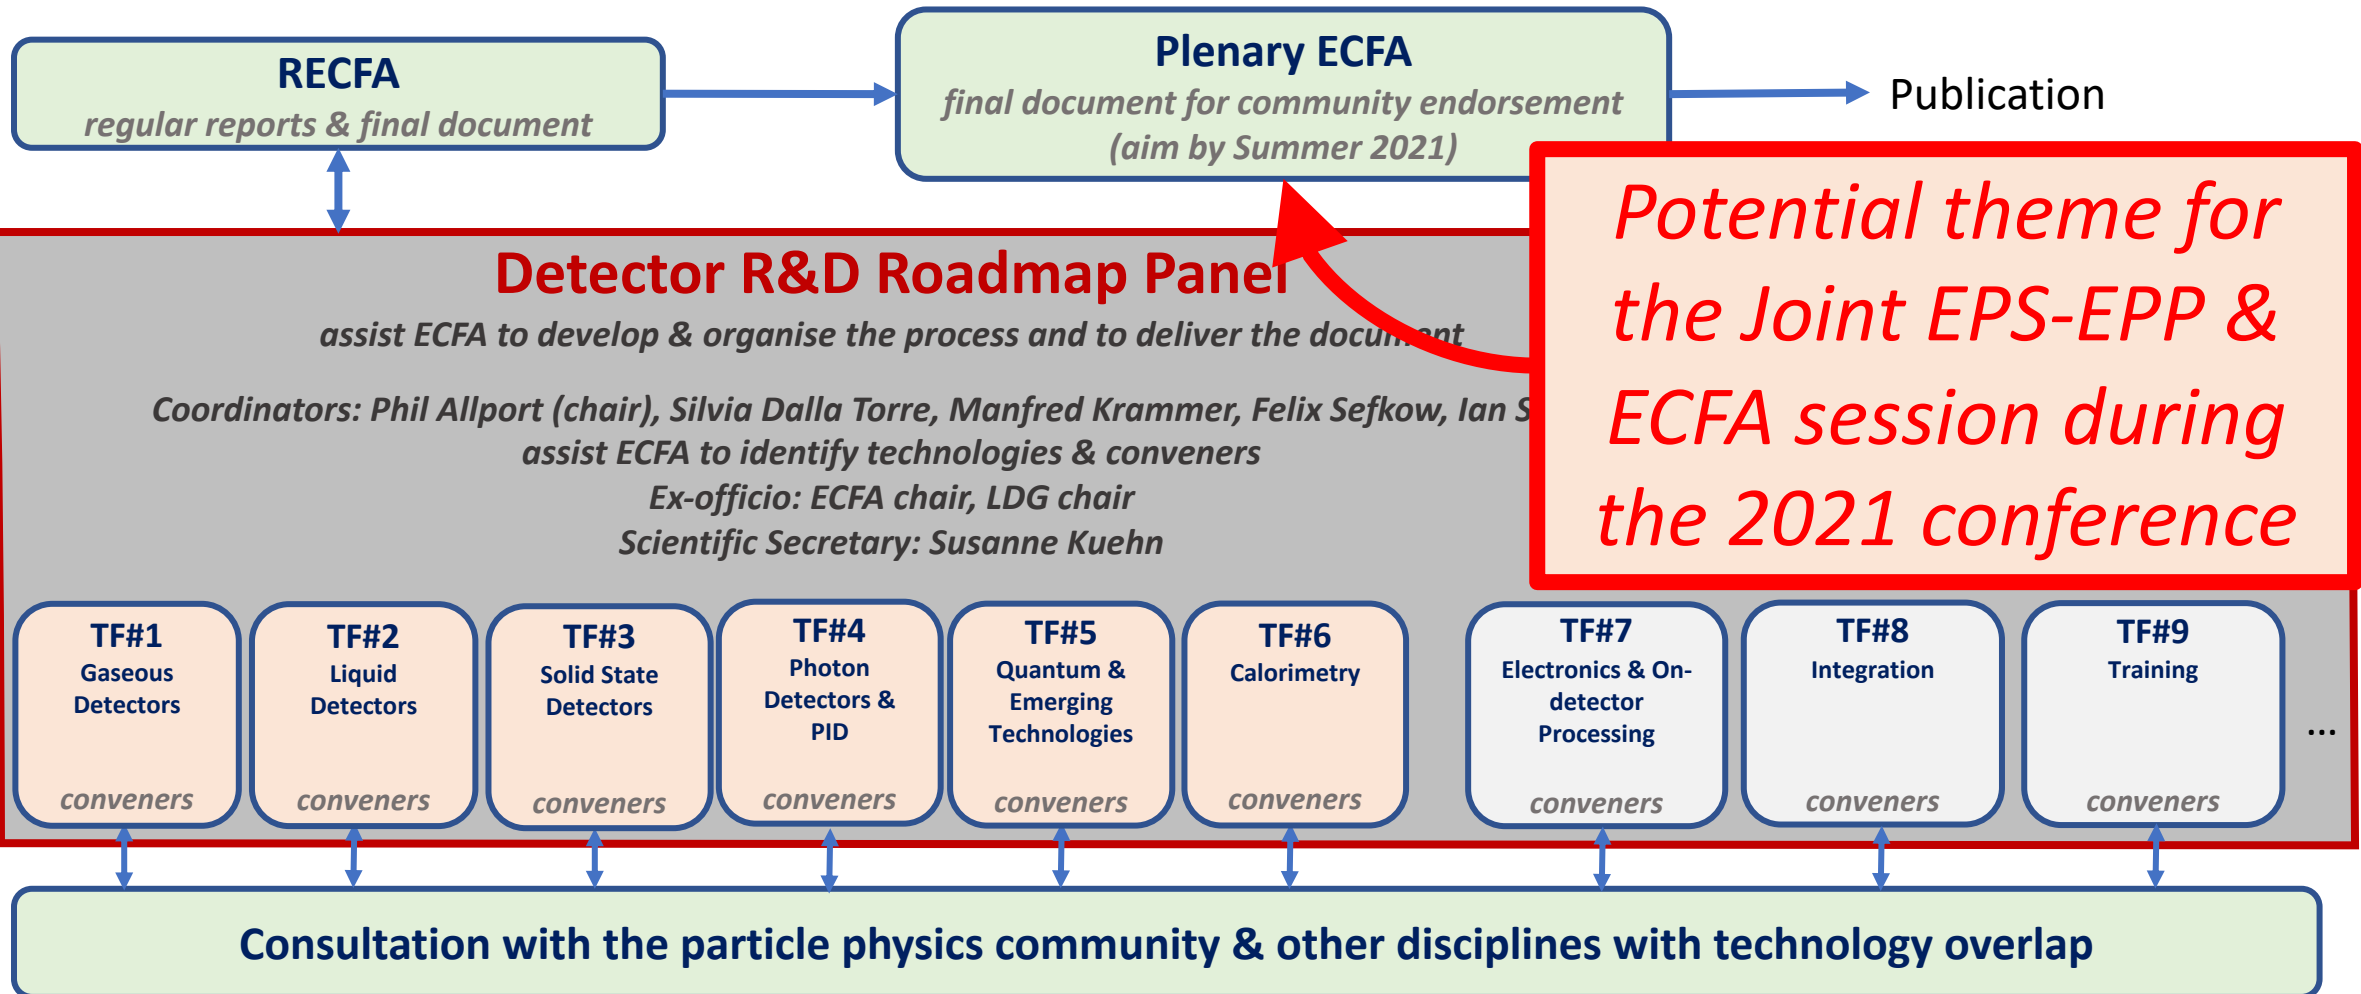 RECFA
regular reports & final document
Plenary ECFA
final document for community endorsement
(aim by Summer 2021)
Publication
Potential theme for
the Joint EPS-EPP &
ECFA session during
the 2021 conference
Detector R&D Roadmap Panel
assist ECFA to develop & organise the process and to deliver the document
Coordinators: Phil Allport (chair), Silvia Dalla Torre, Manfred Krammer, Felix Sefkow, Ian
assist ECFA to identify technologies & conveners
Ex-officio: ECFA chair, LDG chair
Scientific Secretary: Susanne Kuehn
TF#1
Gaseous
Detectors
conveners
TF#2
Liquid
Detectors
conveners
TF#3
Solid State
Detectors
conveners
TF#4
Photon
Detectors &
PID
conveners
TF#5
Quantum &
Emerging
Technologies
conveners
TF#6
Calorimetry
conveners
TF#7
Electronics & On-
detector
Processing
conveners
TF#8
Integration
conveners
TF#9
Training
conveners
...
Consultation with the particle physics community & other disciplines with technology overlap